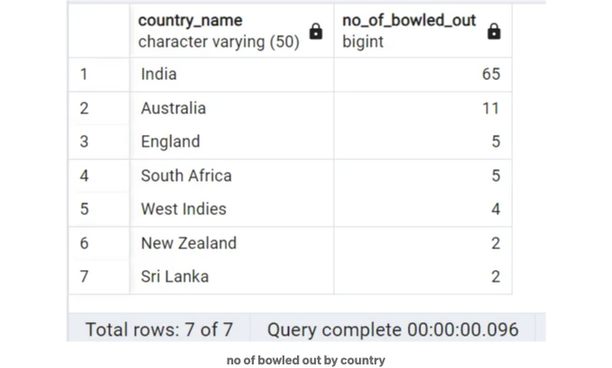 country_name no_of_bowled_out
character varying (50) bigint
1 India 65
2 Australia 11
3 England 5
4 South Africa 5
5 West Indies 4
6 New Zealand 2
7 Sri Lanka 2
Total rows: 7 of 7 Query complete 00:00:00.096
no of bowled out by country